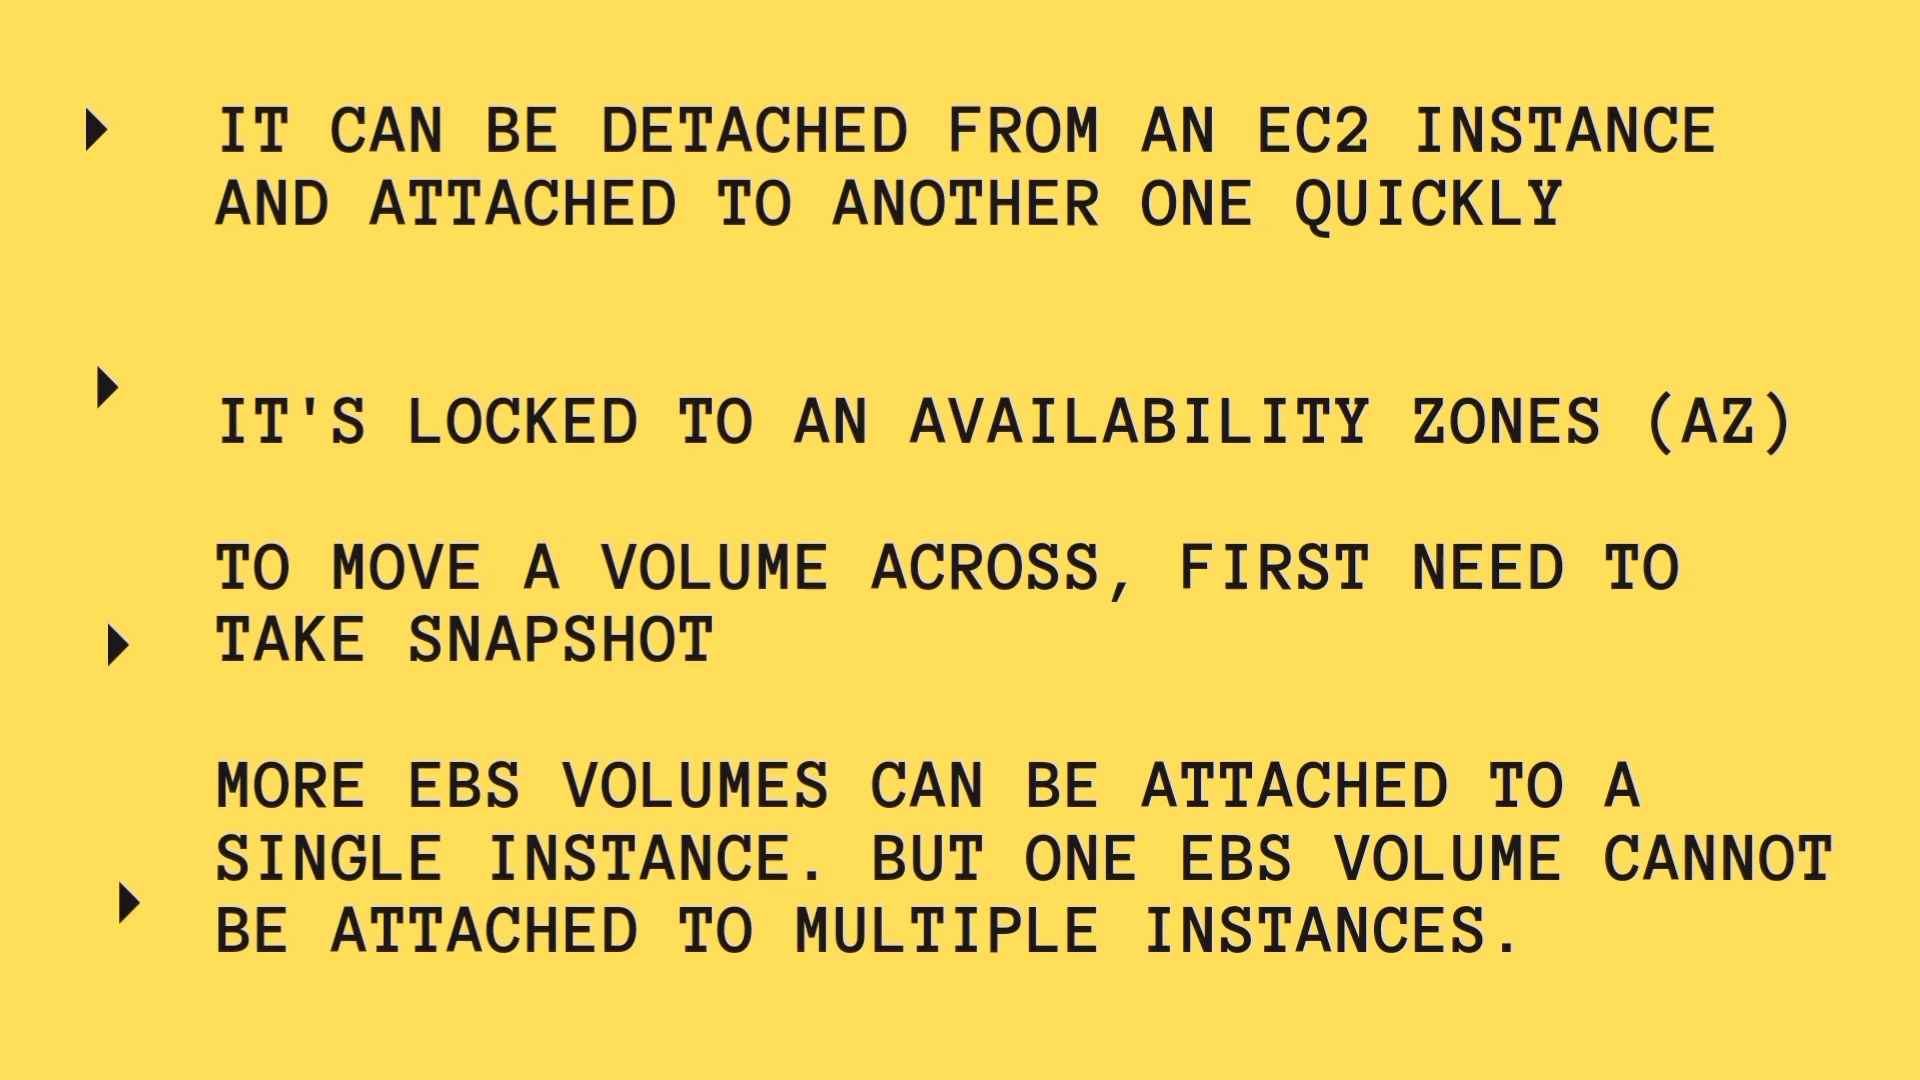 IT CAN BE DETACHED FROM AN EC2 INSTANCE
AND ATTACHED TO ANOTHER ONE QUICKLY
IT'S LOCKED TO AN AVAILABILITY ZONES (AZ)
TO MOVE A VOLUME ACROSS, FIRST NEED TO
TAKE SNAPSHOT
MORE EBS VOLUMES CAN BE ATTACHED TO A
SINGLE INSTANCE. BUT ONE EBS VOLUME CANNOT
BE ATTACHED TO MULTIPLE INSTANCES.